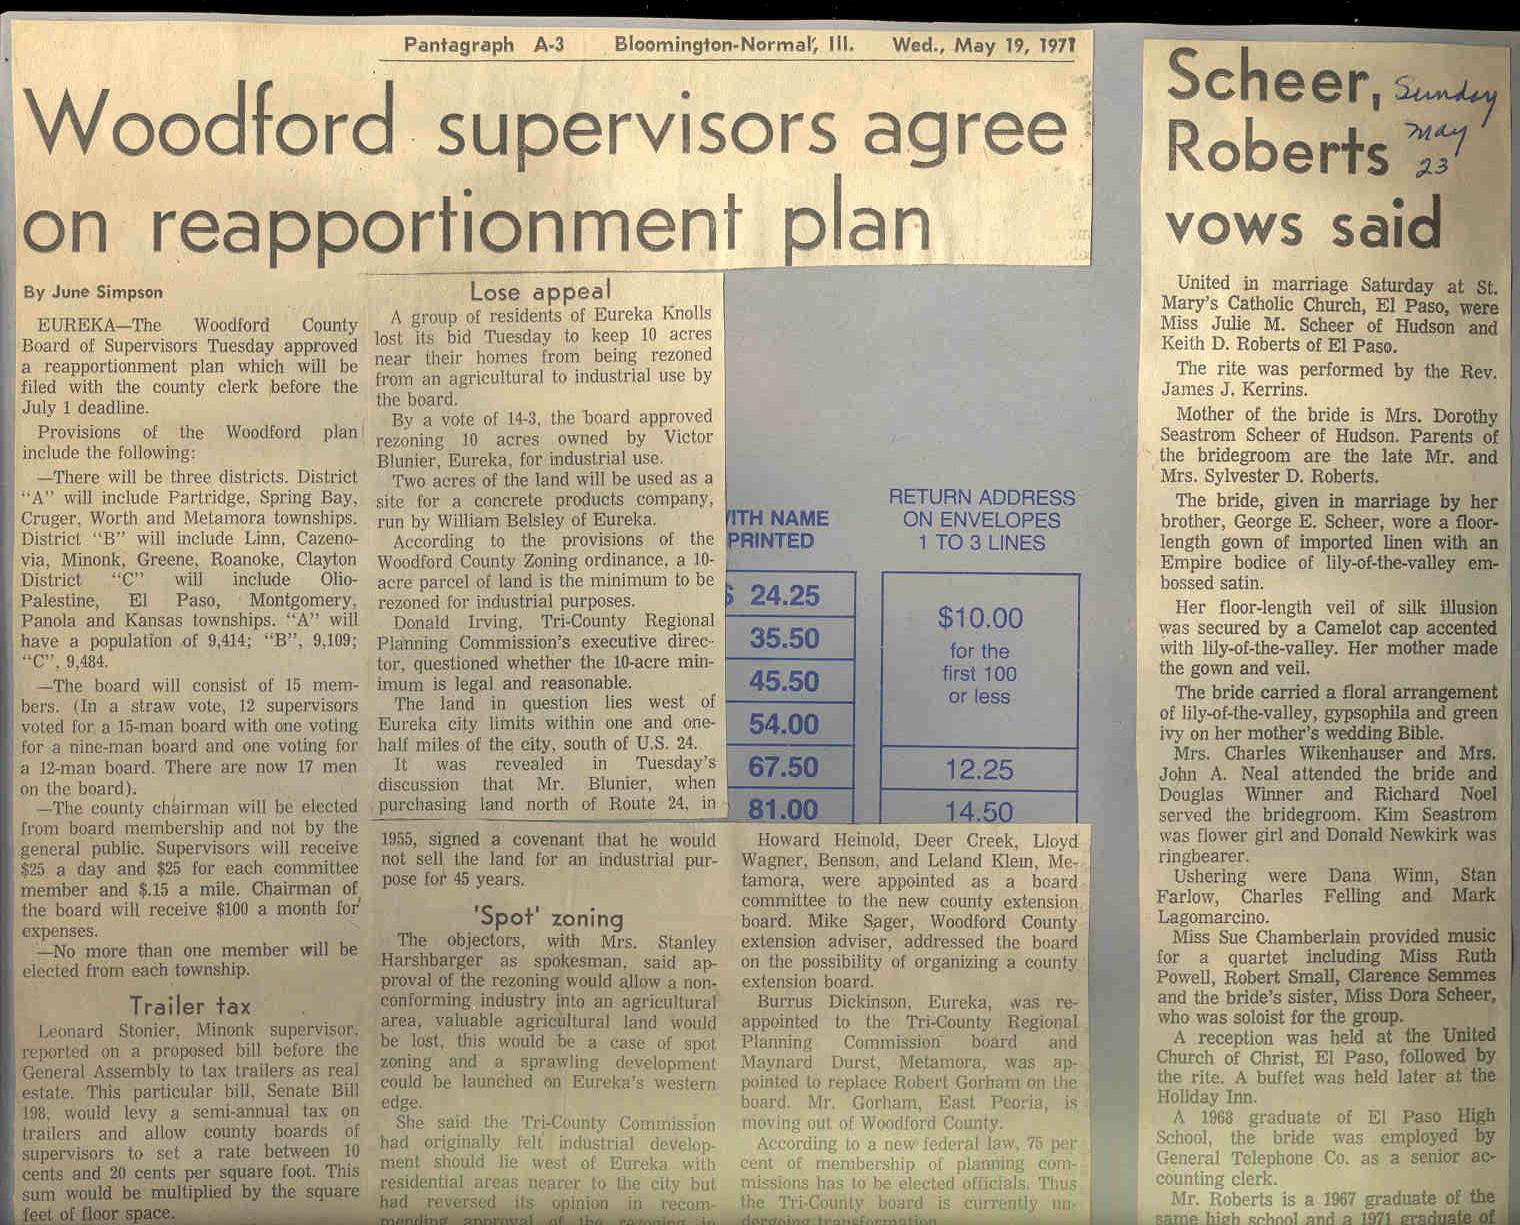 Pantagraph A-3 Bloomington-Normal, Ill. Wed., May 19, 1971
Woodford supervisors agree
on reapportionment plan
By June Simpson
EUREKA—The Woodford County
Board of Supervisors Tuesday approved
a reapportionment plan which will be
filed with the county clerk before the
July 1 deadline.
Provisions of the Woodford plan
include the following:
—There will be three districts. District
"A" will include Partridge, Spring Bay,
Cruger, Worth and Metamora townships.
District "B" will include Linn, Cazeno-
via, Minonk, Greene, Roanoke, Clayton
District "C" will include Olio-
Palestine, El Paso, Montgomery,
Panola and Kansas townships. "A" will
have a population of 9,414; "B", 9,109;
"C", 9,484.
—The board will consist of 15 mem-
bers. (In a straw vote, 12 supervisors
voted for a 15-man board with one voting
for a nine-man board and one voting for
a 12-man board. There are now 17 men
on the board).
—The county chairman will be elected
from board membership and not by the
general public. Supervisors will receive
$25 a day and $25 for each committee
member and $.15 a mile. Chairman of
the board will receive $100 a month for
expenses.
—No more than one member will be
elected from each township.
Trailer tax
Leonard Stonier, Minonk supervisor,
reported on a proposed bill before the
General Assembly to tax trailers as real
estate. This particular bill, Senate Bill
198, would levy a semi-annual tax on
trailers and allow county boards of
supervisors to set a rate between 10
cents and 20 cents per square foot. This
sum would be multiplied by the square
feet of floor space.
Lose appeal
A group of residents of Eureka Knolls
lost its bid Tuesday to keep 10 acres
near their homes from being rezoned
from an agricultural to industrial use by
the board.
By a vote of 14-3, the board approved
rezoning 10 acres owned by Victor
Blunier, Eureka, for industrial use.
Two acres of the land will be used as a
site for a concrete products company,
run by William Belsley of Eureka.
According to the provisions of the
Woodford County Zoning ordinance, a 10-
acre parcel of land is the minimum to be
rezoned for industrial purposes.
Donald Irving, Tri-County Regional
Planning Commission's executive direc-
tor, questioned whether the 10-acre min-
imum is legal and reasonable.
The land in question lies west of
Eureka city limits within one and one-
half miles of the city, south of U.S. 24.
It was revealed in Tuesday's
discussion that Mr. Blunier, when
purchasing land north of Route 24, in
1955, signed a covenant that he would
not sell the land for an industrial pur-
pose for 45 years.
'Spot' zoning
The objectors, with Mrs. Stanley
Harshbarger as spokesman, said ap-
proval of the rezoning would allow a non-
conforming industry into an agricultural
area, valuable agricultural land would
be lost, this would be a case of spot
zoning and a sprawling development
could be launched on Eureka's western
edge.
She said the Tri-County Commission
had originally felt industrial develop-
ment should lie west of Eureka with
residential areas nearer to the city but
had reversed its opinion in recom-
mending approval of the rezoning in
ITH NAME
PRINTED
$ 24.25
35.50
45.50
54.00
67.50
81.00
RETURN ADDRESS
ON ENVELOPES
1 TO 3 LINES
$10.00
for the
first 100
or less
12.25
14.50
Howard Heinold, Deer Creek, Lloyd
Wagner, Benson, and Leland Klein, Me-
tamora, were appointed as a board
committee to the new county extension
board. Mike Sager, Woodford County
extension adviser, addressed the board
on the possibility of organizing a county
extension board.
Burrus Dickinson, Eureka, was re-
appointed to the Tri-County Regional
Planning Commission board and
Maynard Durst, Metamora, was ap-
pointed to replace Robert Gorham on the
board. Mr. Gorham, East Peoria, is
moving out of Woodford County.
According to a new federal law, 75 per
cent of membership of planning com-
missions has to be elected officials. Thus
the Tri-County board is currently un-
dergoing transformation
Scheer,
Roberts
vows said
Sunday
May
23
United in marriage Saturday at St.
Mary's Catholic Church, El Paso, were
Miss Julie M. Scheer of Hudson and
Keith D. Roberts of El Paso.
The rite was performed by the Rev.
James J. Kerrins.
Mother of the bride is Mrs. Dorothy
Seastrom Scheer of Hudson. Parents of
the bridegroom are the late Mr. and
Mrs. Sylvester D. Roberts.
The bride, given in marriage by her
brother, George E. Scheer, wore a floor-
length gown of imported linen with an
Empire bodice of lily-of-the-valley em-
bossed satin.
Her floor-length veil of silk illusion
was secured by a Camelot cap accented
with lily-of-the-valley. Her mother made
the gown and veil.
The bride carried a floral arrangement
of lily-of-the-valley, gypsophila and green
ivy on her mother's wedding Bible.
Mrs. Charles Wikenhauser and Mrs.
John A. Neal attended the bride and
Douglas Winner and Richard Noel
served the bridegroom. Kim Seastrom
was flower girl and Donald Newkirk was
ringbearer.
Ushering were Dana Winn, Stan
Farlow, Charles Felling and Mark
Lagomarcino.
Miss Sue Chamberlain provided music
for a quartet including Miss Ruth
Powell, Robert Small, Clarence Semmes
and the bride's sister, Miss Dora Scheer,
who was soloist for the group.
A reception was held at the United
Church of Christ, El Paso, followed by
the rite. A buffet was held later at the
Holiday Inn.
A 1968 graduate of El Paso High
School, the bride was employed by
General Telephone Co. as a senior ac-
counting clerk.
Mr. Roberts is a 1967 graduate of the
same high school and a 1971 graduate of